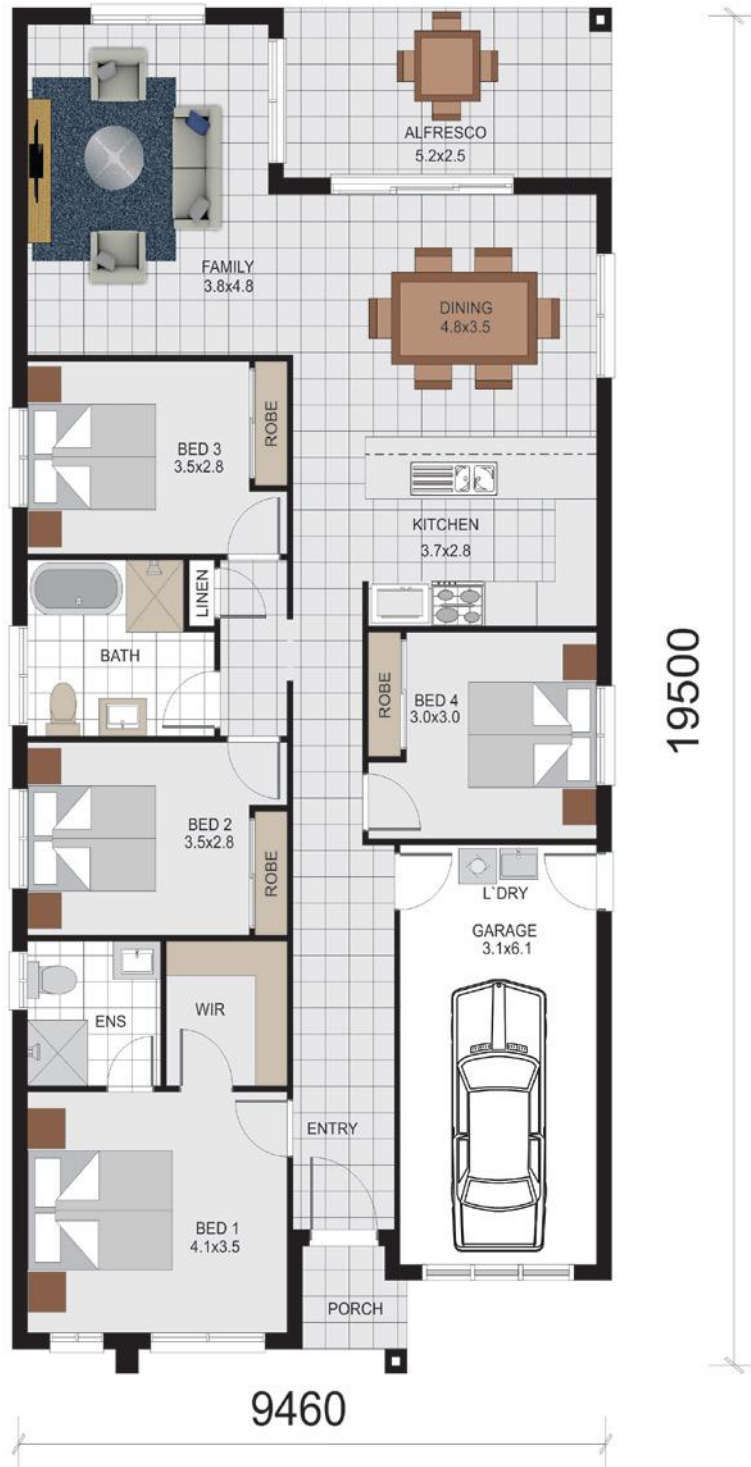 ALFRESCO
5.2x2.5
FAMILY
3.8x4.8
DINING
4.8x3.5
BED 3
3.5x2.8
ROBE
KITCHEN
3.7x2.8
LINEN
BATH
ROBE
BED 4
3.0x3.0
19500
BED 2
3.5x2.8
ROBE
L`DRY
GARAGE
3.1x6.1
ENS
WIR
ENTRY
BED 1
4.1x3.5
PORCH
9460